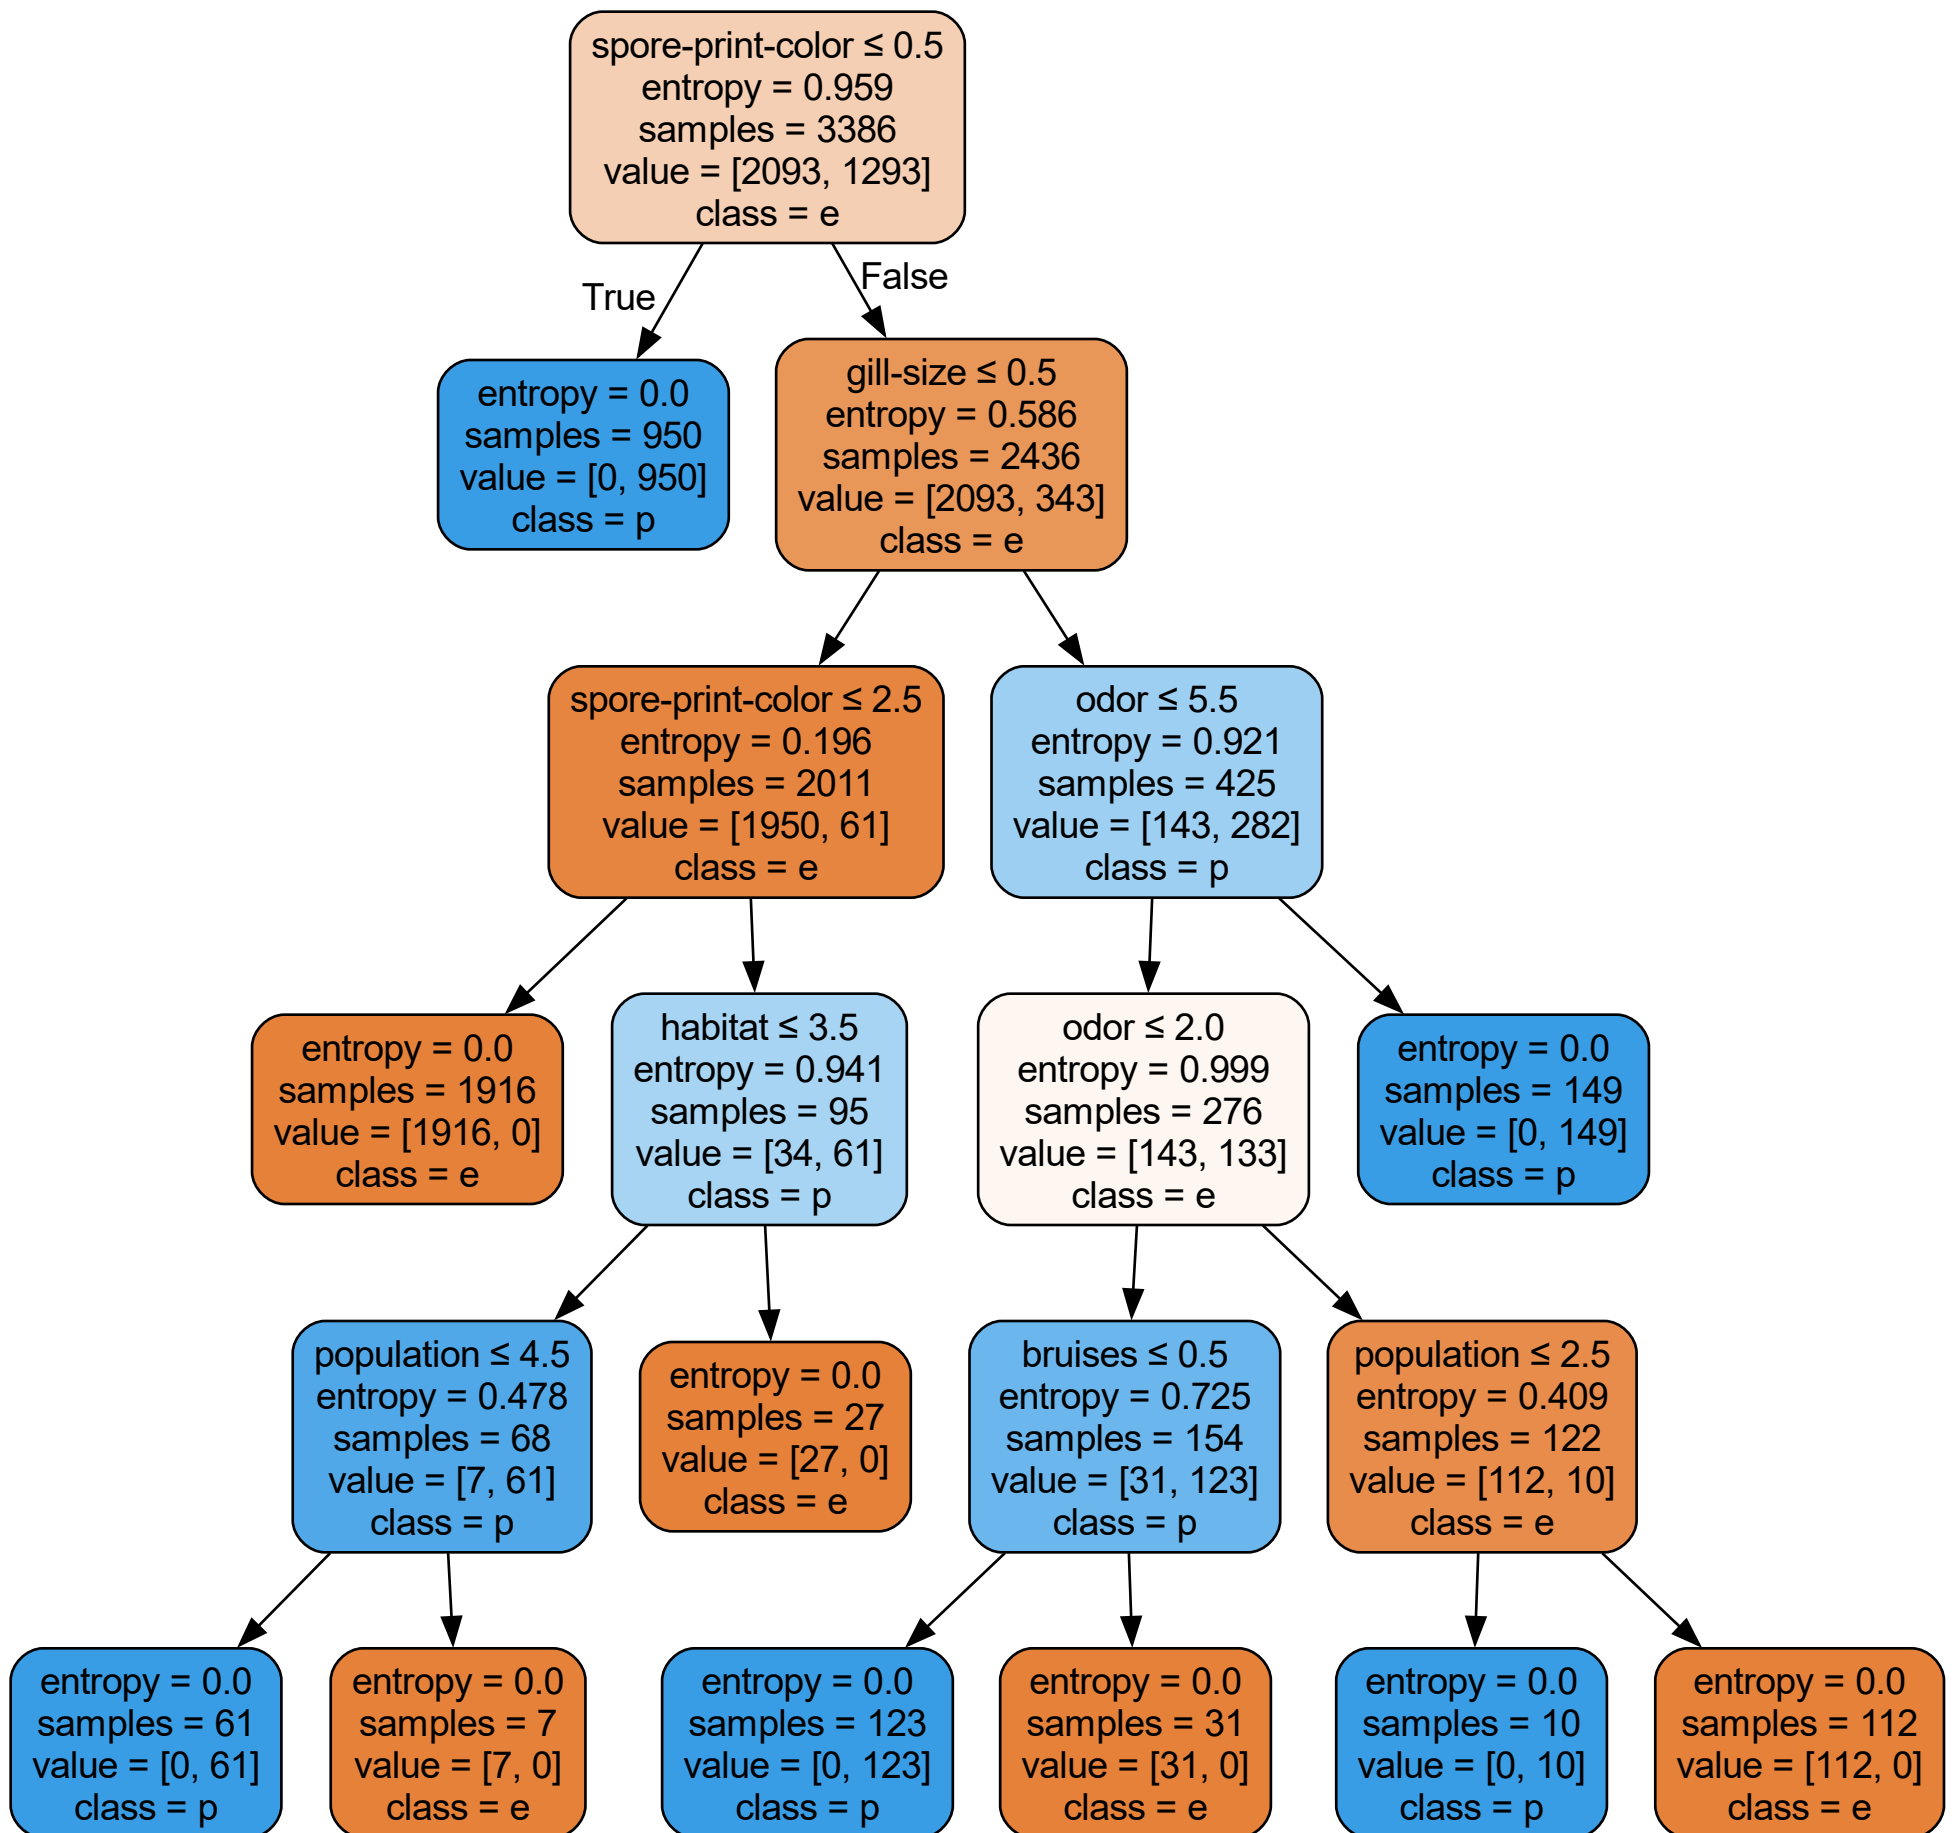 spore-print-color ≤ 0.5
entropy = 0.959
samples = 3386
value = [2093, 1293]
class = e
True
False
entropy = 0.0
samples = 950
value = [0, 950]
class = p
gill-size ≤ 0.5
entropy = 0.586
samples = 2436
value = [2093, 343]
class = e
spore-print-color ≤ 2.5
entropy = 0.196
samples = 2011
value = [1950, 61]
class = e
odor ≤ 5.5
entropy = 0.921
samples = 425
value = [143, 282]
class = p
entropy = 0.0
samples = 1916
value = [1916, 0]
class = e
habitat ≤ 3.5
entropy = 0.941
samples = 95
value = [34, 61]
class = p
odor ≤ 2.0
entropy = 0.999
samples = 276
value = [143, 133]
class = e
entropy = 0.0
samples = 149
value = [0, 149]
class = p
population ≤ 4.5
entropy = 0.478
samples = 68
value = [7, 61]
class = p
entropy = 0.0
samples = 27
value = [27, 0]
class = e
bruises ≤ 0.5
entropy = 0.725
samples = 154
value = [31, 123]
class = p
population ≤ 2.5
entropy = 0.409
samples = 122
value = [112, 10]
class = e
entropy = 0.0
samples = 61
value = [0, 61]
class = p
entropy = 0.0
samples = 7
value = [7, 0]
class = e
entropy = 0.0
samples = 123
value = [0, 123]
class = p
entropy = 0.0
samples = 31
value = [31, 0]
class = e
entropy = 0.0
samples = 10
value = [0, 10]
class = p
entropy = 0.0
samples = 112
value = [112, 0]
class = e